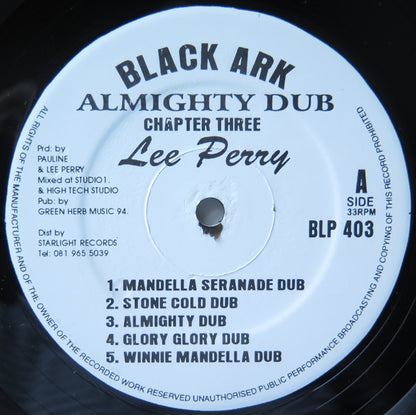 BLACK ARK
ALMIGHTY DUB
CHAPTER THREE
Lee Perry
Prd: by
PAULINE
& LEE PERRY
Mixed at STUDIO1.
& HIGH TECH STUDIO
Pub: by
GREEN HERB MUSIC 94.
Dist by
STARLIGHT RECORDS
Tel: 081 965 5039
A
SIDE
33RPM
BLP 403
1. MANDELLA SERANADE DUB
2. STONE COLD DUB
3. ALMIGHTY DUB
4. GLORY GLORY DUB
5. WINNIE MANDELLA DUB
ALL RIGHTS OF THE MANUFACTURER AND OF THE OWNER OF THE RECORDED WORK RESERVED UNAUTHORISED PUBLIC PERFORMANCE BROADCASTING AND COPYING OF THIS RECORD PROHIBITED